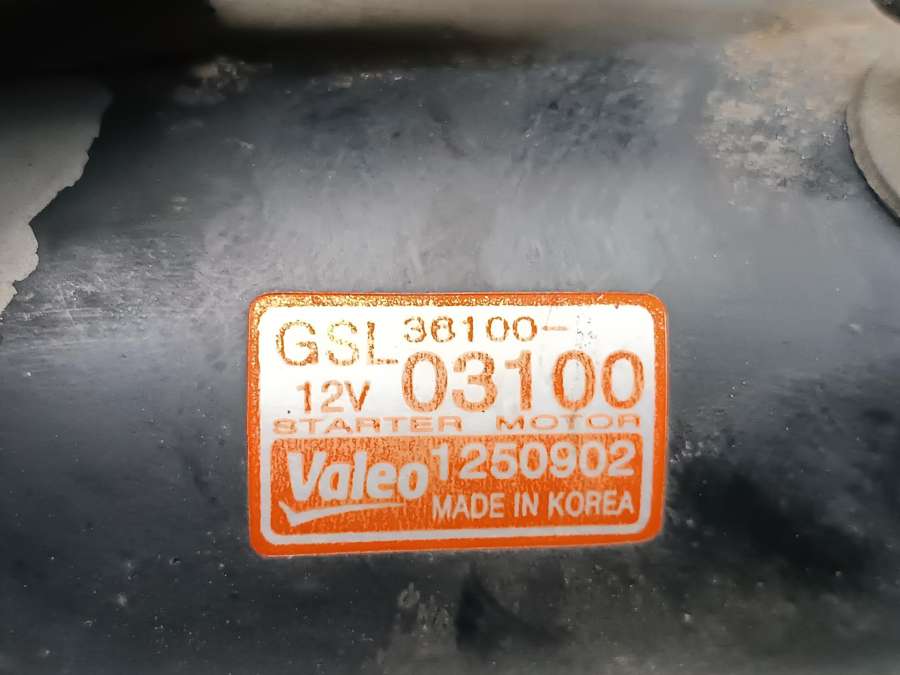 GSL 36100-
12V 03100
STARTER MOTOR
Valeo 1250902
MADE IN KOREA